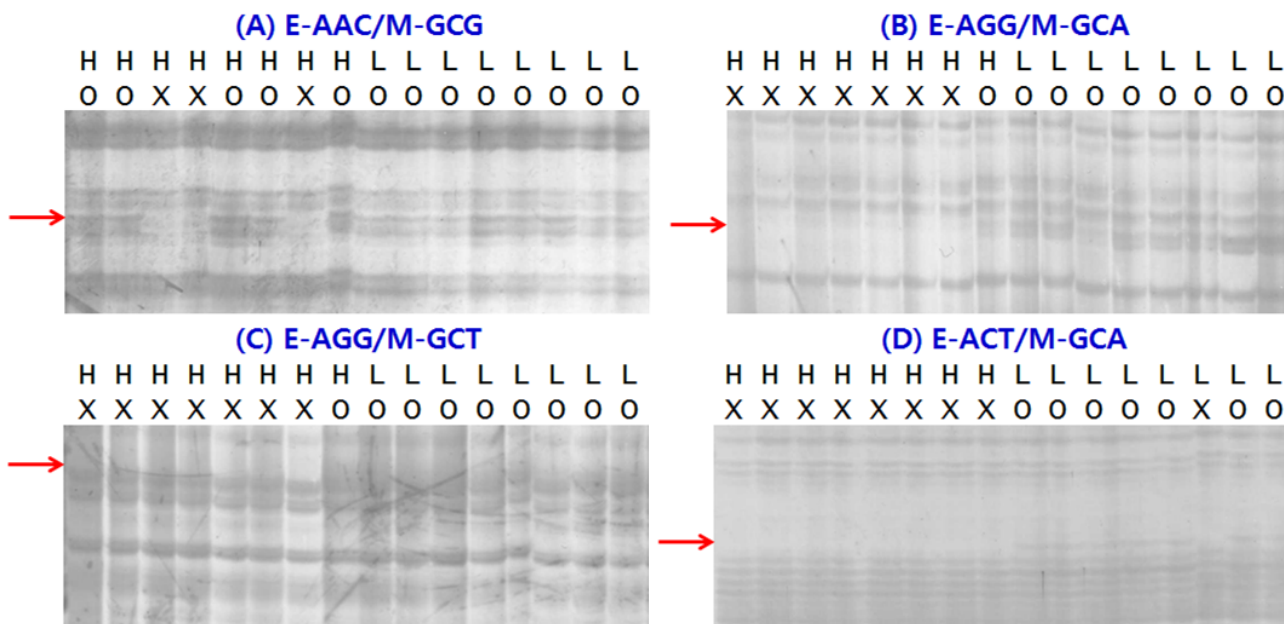 (A) E-AAC/M-GCG
H H H H H H H H L L L L L L L L
O O X X O O X O O O O O O O O O
(B) E-AGG/M-GCA
H H H H H H H H L L L L L L L L
X X X X X X X O O O O O O O O O
(C) E-AGG/M-GCT
H H H H H H H H L L L L L L L L
X X X X X X X O O O O O O O O O
(D) E-ACT/M-GCA
H H H H H H H H L L L L L L L L
X X X X X X X X O O O O O X O O